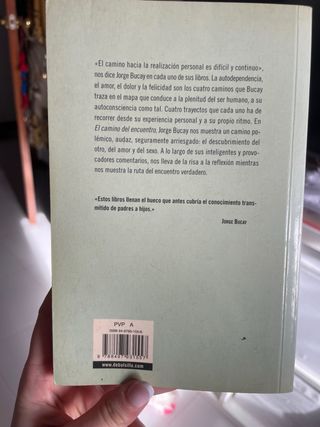 «El camino hacia la realización personal es difícil y continuo»,
nos dice Jorge Bucay en cada uno de sus libros. La autodependencia,
el amor, el dolor y la felicidad son los cuatro caminos que Bucay
traza en el mapa que conduce a la plenitud del ser humano, a su
autoconsciencia como tal. Cuatro trayectos que cada uno ha de
recorrer desde su experiencia personal y a su propio ritmo. En
El camino del encuentro, Jorge Bucay nos muestra un camino po-
lémico, audaz, seguramente arriesgado: el descubrimiento del
otro, del amor y del sexo. A lo largo de sus inteligentes y provo-
cadores comentarios, nos lleva de la risa a la reflexión mientras
nos muestra la ruta del encuentro verdadero.
«Estos libros llenan el hueco que antes cubría el conocimiento trans-
mitido de padres a hijos.»
Jorge Bucay
PVP A
www.debolsillo.com